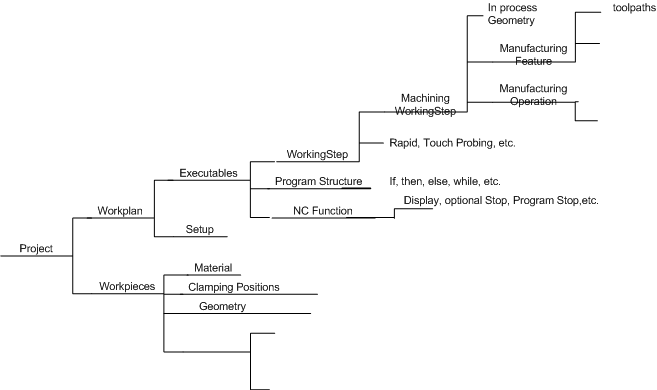 In process
Geometry
toolpaths
Manufacturing
Feature
Manufacturing
Operation
Machining
WorkingStep
Rapid, Touch Probing, etc.
WorkingStep
Executables
Program Structure
If, then, else, while, etc.
Display, optional Stop, Program Stop,etc.
NC Function
Workplan
Setup
Project
Material
Workpieces
Clamping Positions
Geometry